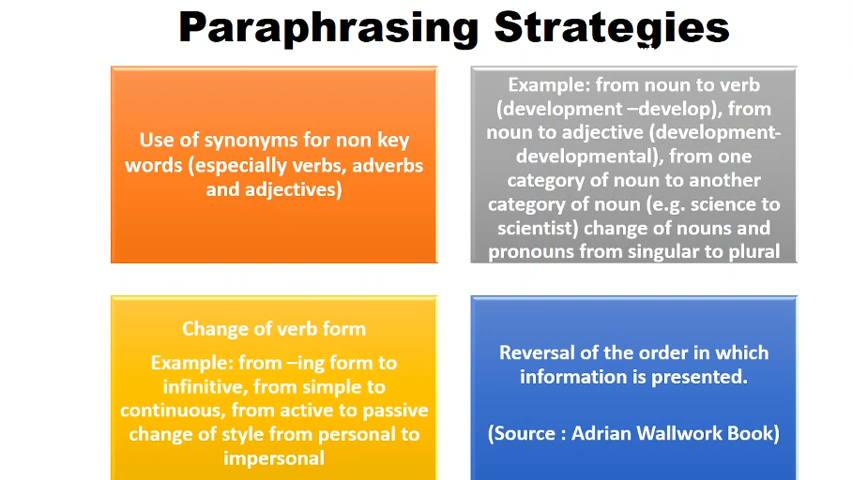 Paraphrasing Strategies
Use of synonyms for non key
words (especially verbs, adverbs
and adjectives)
Example: from noun to verb
(development –develop), from
noun to adjective (development-
developmental), from one
category of noun to another
category of noun (e.g. science to
scientist) change of nouns and
pronouns from singular to plural
Change of verb form
Example: from –ing form to
infinitive, from simple to
continuous, from active to passive
change of style from personal to
impersonal
Reversal of the order in which
information is presented.
(Source : Adrian Wallwork Book)